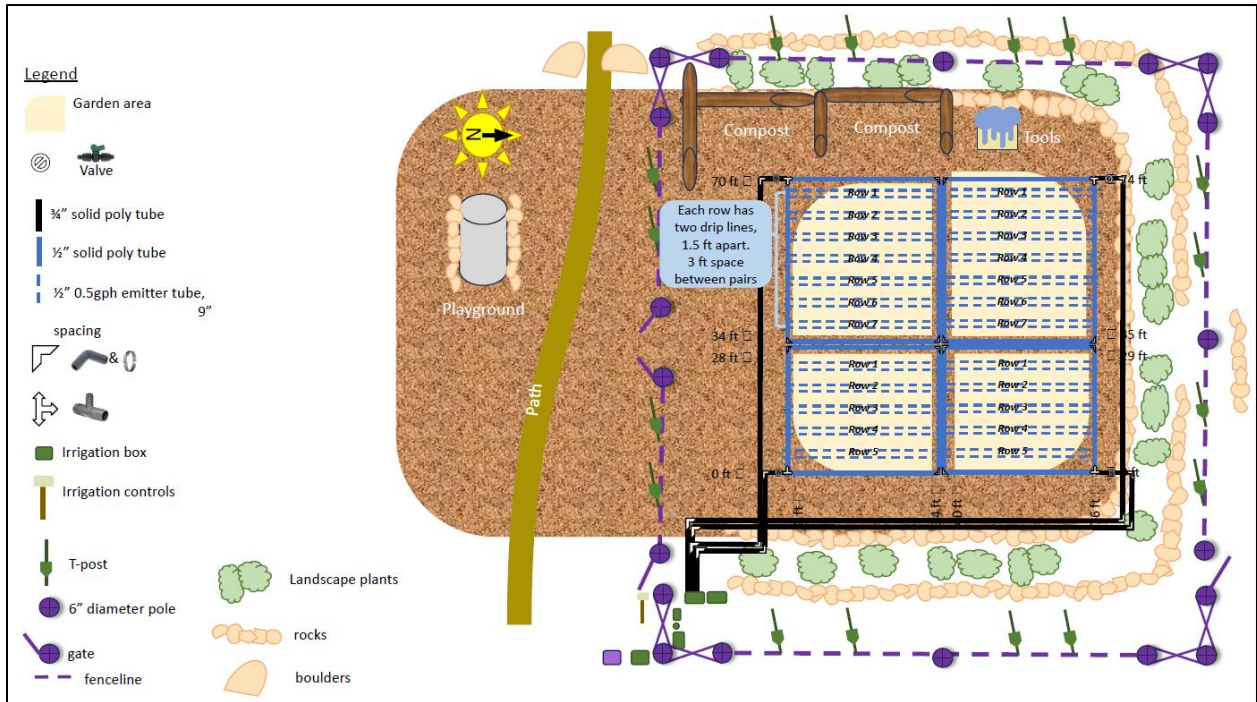 Legend
Garden area
Valve
¾” solid poly tube
½” solid poly tube
½” 0.5gph emitter tube,
9”
spacing
&
Irrigation box
Irrigation controls
T-post
6” diameter pole
gate
fenceline
Landscape plants
rocks
boulders
N
Playground
Path
Compost
Compost
Tools
Each row has
two drip lines,
1.5 ft apart.
3 ft space
between pairs
70 ft
34 ft
28 ft
0 ft
Row 1
Row 2
Row 3
Row 4
Row 5
Row 6
Row 7
Row 1
Row 2
Row 3
Row 4
Row 5
Row 6
Row 7
Row 1
Row 2
Row 3
Row 4
Row 5
Row 1
Row 2
Row 3
Row 4
Row 5
74 ft
29 ft
ft
ft
ft
ft